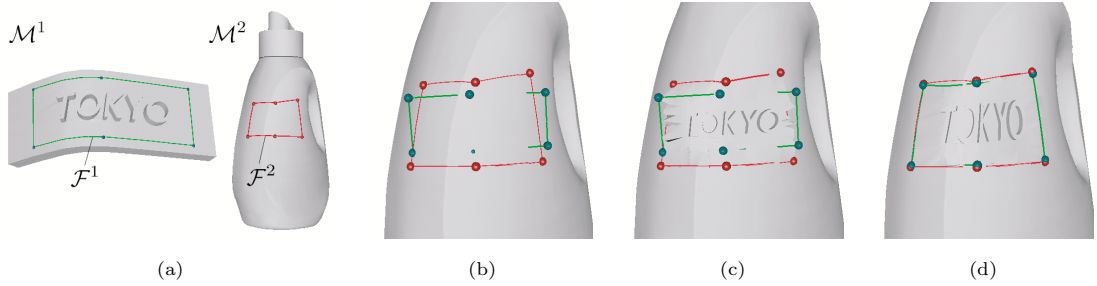 ℳ¹
ℳ²
TOKYO
ℱ¹
ℱ²
TOKYO
TOKYO
(a)
(b)
(c)
(d)